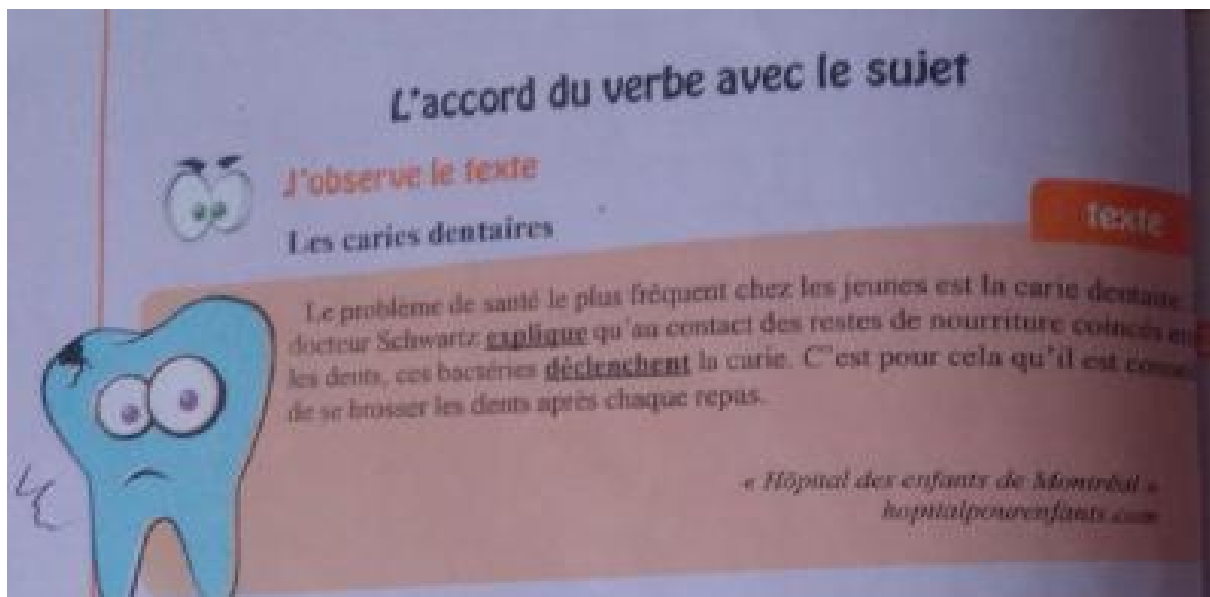 L'accord du verbe avec le sujet
J'observe le texte
Les caries dentaires
texte
Le problème de santé le plus fréquent chez les jeunes est la carie dentaire.
docteur Schwartz explique qu'au contact des restes de nourriture coincés
les dents, ces bactéries déclenchent la carie. C'est pour cela qu'il est
de se brosser les dents après chaque repas.
« Hôpital des enfants de Montréal »
hopitalpourenfants.com